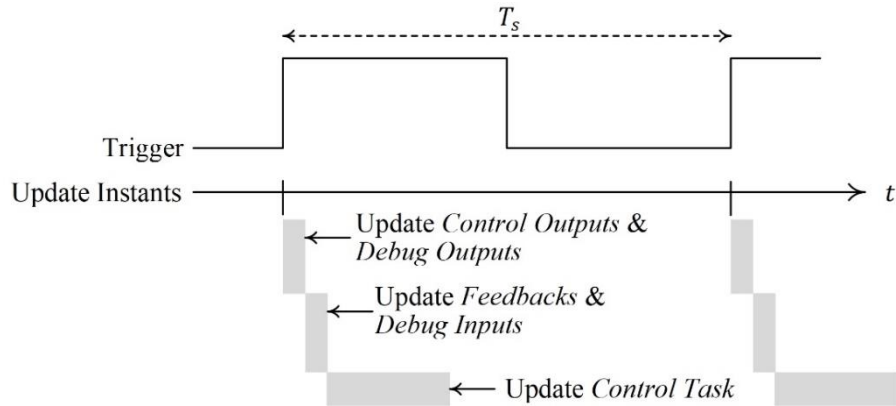 T_s
Trigger
Update Instants
t
Update Control Outputs &
Debug Outputs
Update Feedbacks &
Debug Inputs
Update Control Task